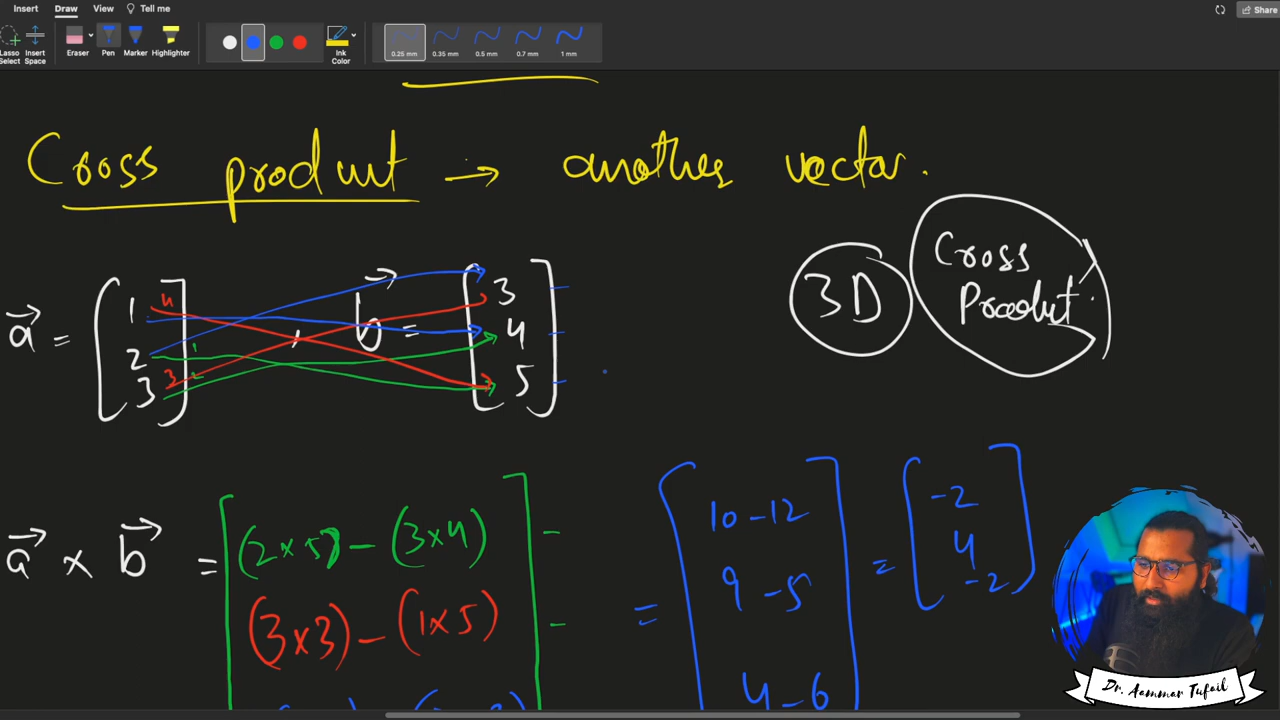 Insert Draw View Tell me
Share
Lasso Select
Insert Space
Eraser
Pen
Marker
Highlighter
Ink Color
0.25 mm 0.35 mm 0.5 mm 0.7 mm 1 mm
Cross product → another vector.
3D
Cross Product
a = [1 2 3], b = [3 4 5]
a × b = [(2×5) - (3×4)
(3×3) - (1×5)
= [10 - 12
9 - 5
4 - 6
= [-2 4 -2]
Dr. Aammar Tufail